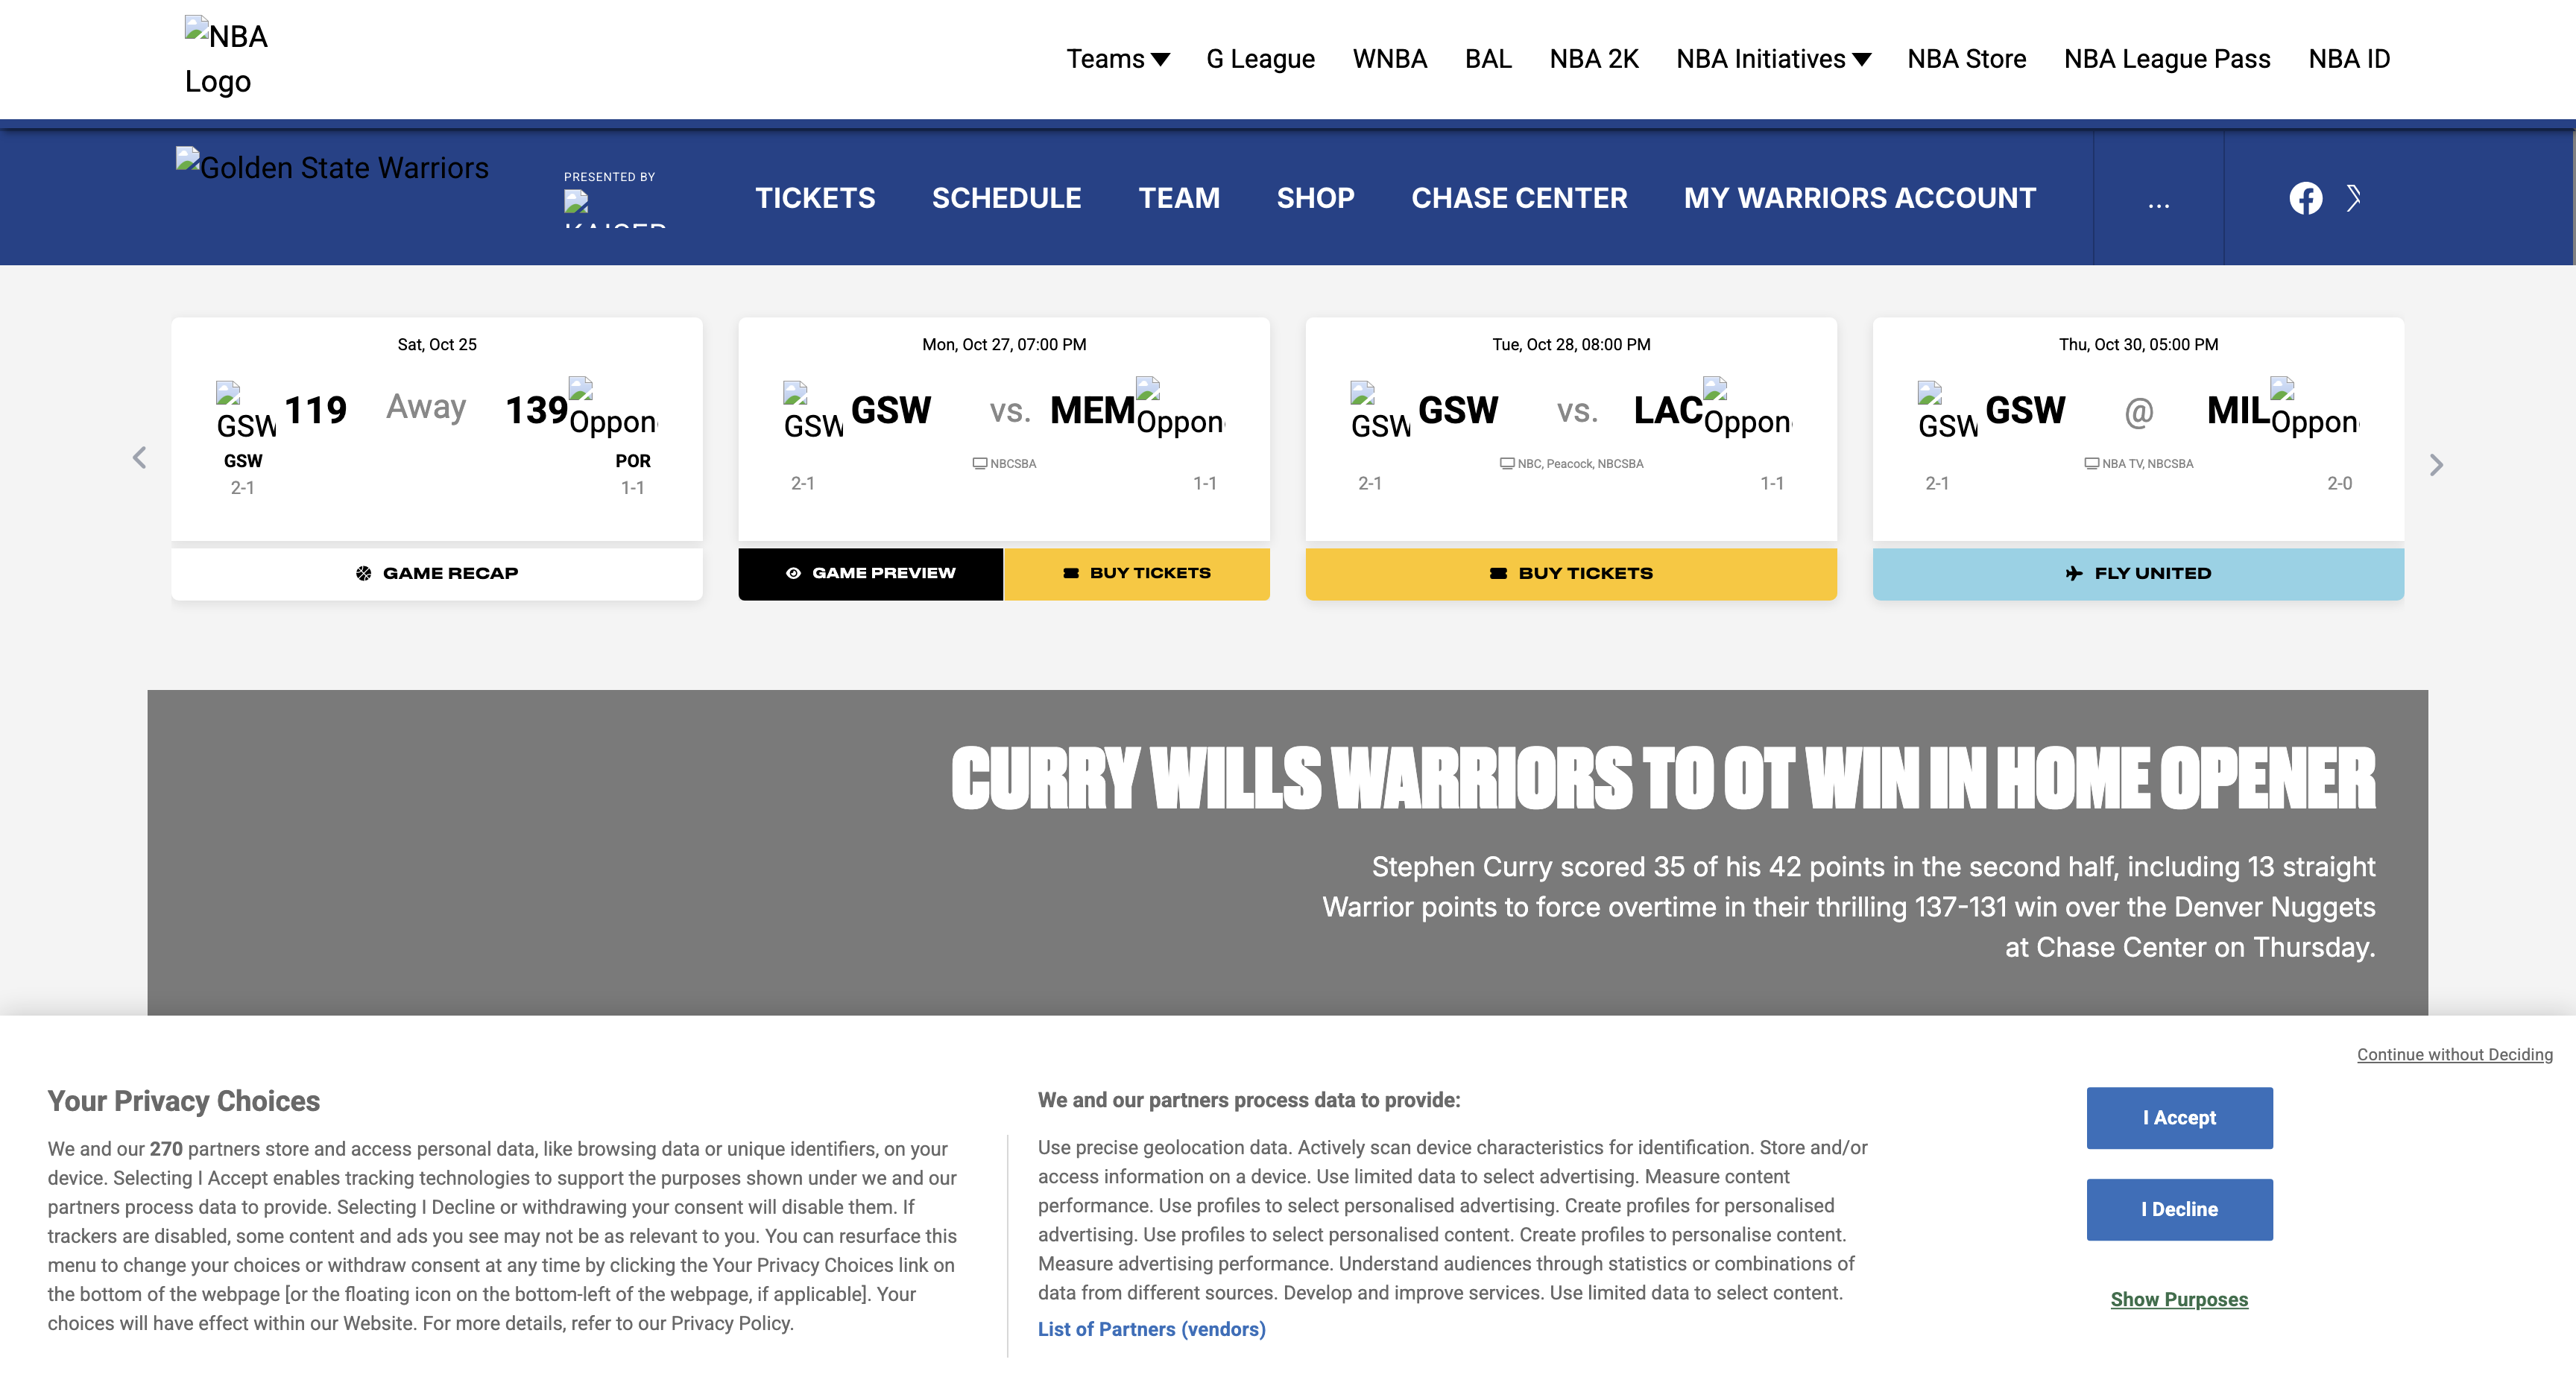 NBA
Logo
Teams
G League
WNBA
BAL
NBA 2K
NBA Initiatives
NBA Store
NBA League Pass
NBA ID
Golden State Warriors
PRESENTED BY
TICKETS
SCHEDULE
TEAM
SHOP
CHASE CENTER
MY WARRIORS ACCOUNT
...
Sat, Oct 25
GSW 119 Away 139 Oppon
GSW POR
2-1 1-1
GAME RECAP
Mon, Oct 27, 07:00 PM
GSW GSW vs. MEM Oppon
NBCSBA
2-1 1-1
GAME PREVIEW
BUY TICKETS
Tue, Oct 28, 08:00 PM
GSW GSW vs. LAC Oppon
NBC, Peacock, NBCSBA
2-1 1-1
BUY TICKETS
Thu, Oct 30, 05:00 PM
GSW GSW @ MIL Oppon
NBA TV, NBCSBA
2-1 2-0
FLY UNITED
CURRY WILLS WARRIORS TO OT WIN IN HOME OPENER
Stephen Curry scored 35 of his 42 points in the second half, including 13 straight
Warrior points to force overtime in their thrilling 137-131 win over the Denver Nuggets
at Chase Center on Thursday.
Continue without Deciding
Your Privacy Choices
We and our 270 partners store and access personal data, like browsing data or unique identifiers, on your
device. Selecting I Accept enables tracking technologies to support the purposes shown under we and our
partners process data to provide. Selecting I Decline or withdrawing your consent will disable them. If
trackers are disabled, some content and ads you see may not be as relevant to you. You can resurface this
menu to change your choices or withdraw consent at any time by clicking the Your Privacy Choices link on
the bottom of the webpage [or the floating icon on the bottom-left of the webpage, if applicable]. Your
choices will have effect within our Website. For more details, refer to our Privacy Policy.
We and our partners process data to provide:
Use precise geolocation data. Actively scan device characteristics for identification. Store and/or
access information on a device. Use limited data to select advertising. Measure content
performance. Use profiles to select personalised advertising. Create profiles for personalised
advertising. Use profiles to select personalised content. Create profiles to personalise content.
Measure advertising performance. Understand audiences through statistics or combinations of
data from different sources. Develop and improve services. Use limited data to select content.
List of Partners (vendors)
I Accept
I Decline
Show Purposes